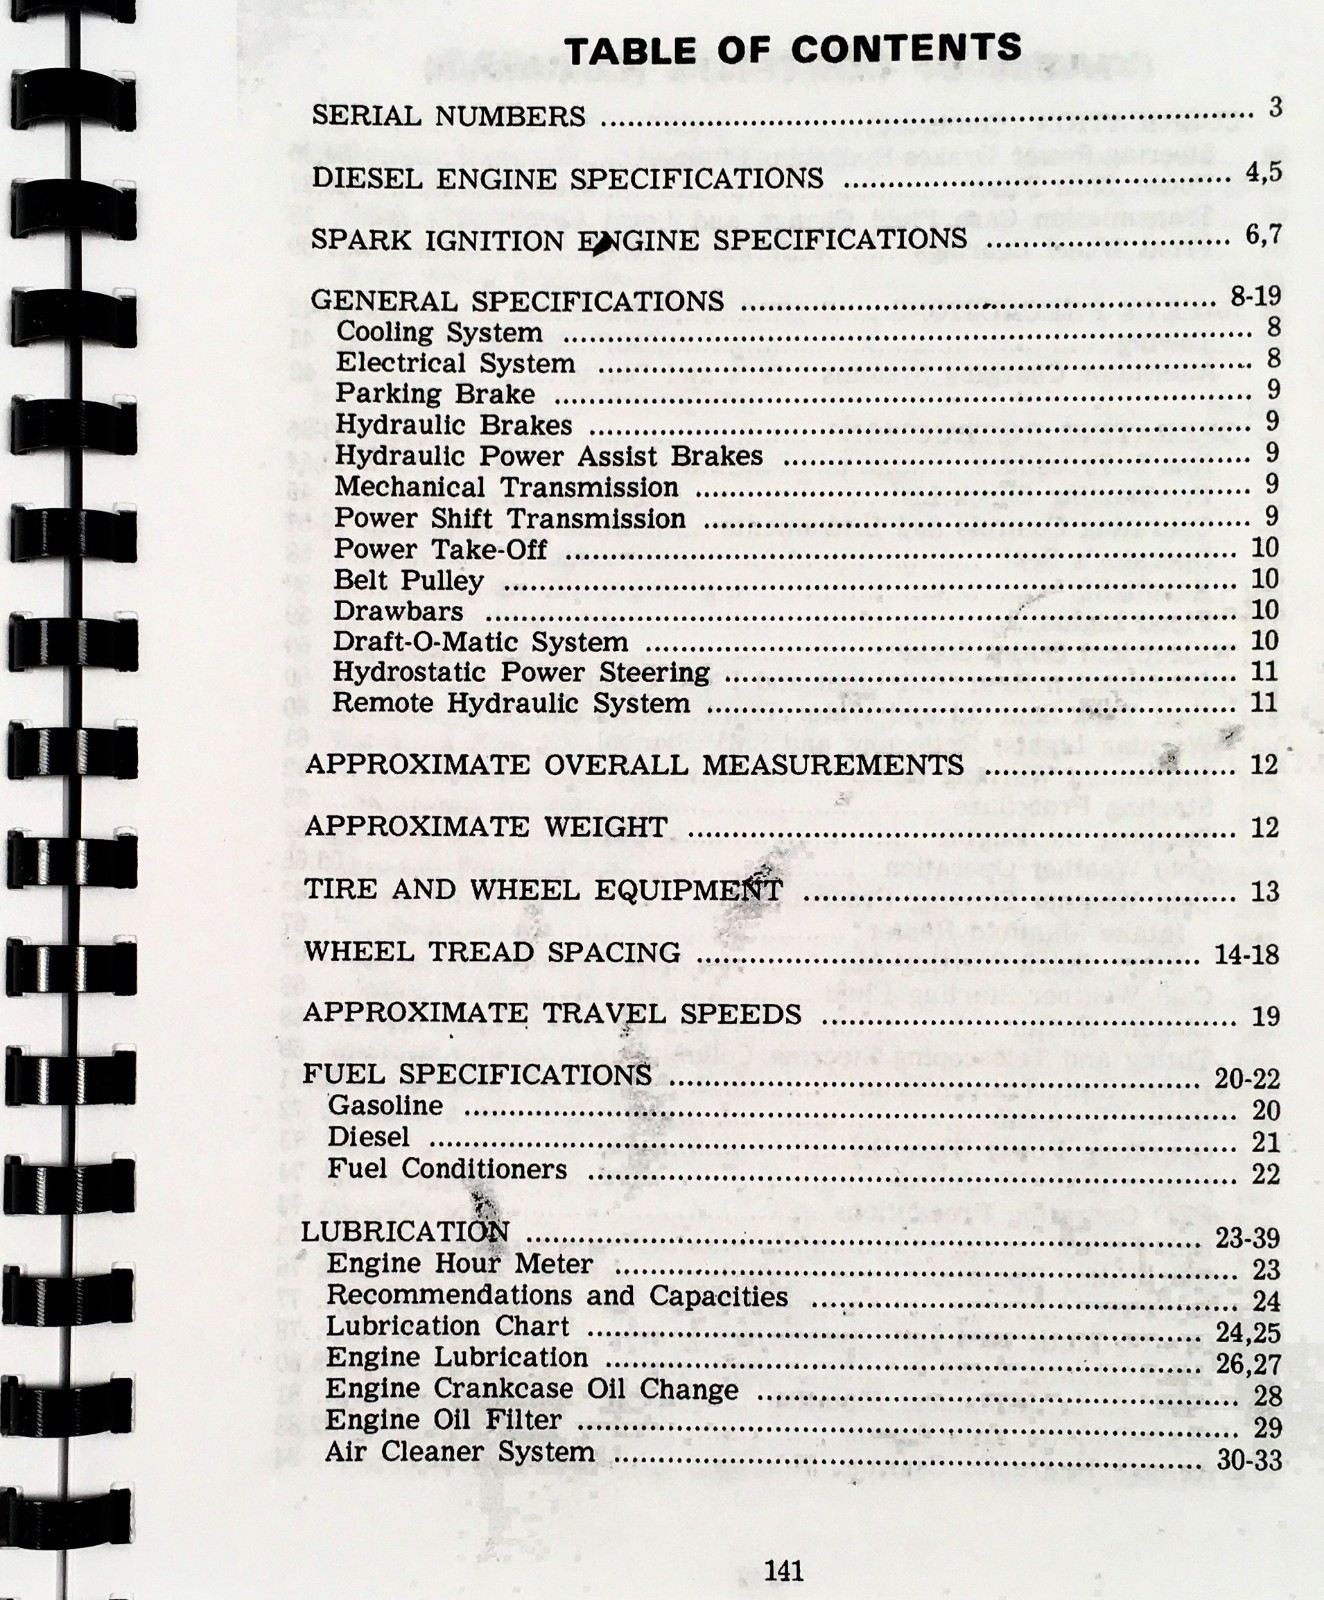 TABLE OF CONTENTS
SERIAL NUMBERS ........ 3
DIESEL ENGINE SPECIFICATIONS ........ 4,5
SPARK IGNITION ENGINE SPECIFICATIONS ........ 6,7
GENERAL SPECIFICATIONS ........ 8-19
Cooling System ........ 8
Electrical System ........ 8
Parking Brake ........ 9
Hydraulic Brakes ........ 9
Hydraulic Power Assist Brakes ........ 9
Mechanical Transmission ........ 9
Power Shift Transmission ........ 9
Power Take-Off ........ 10
Belt Pulley ........ 10
Drawbars ........ 10
Draft-O-Matic System ........ 10
Hydrostatic Power Steering ........ 11
Remote Hydraulic System ........ 11
APPROXIMATE OVERALL MEASUREMENTS ........ 12
APPROXIMATE WEIGHT ........ 12
TIRE AND WHEEL EQUIPMENT ........ 13
WHEEL TREAD SPACING ........ 14-18
APPROXIMATE TRAVEL SPEEDS ........ 19
FUEL SPECIFICATIONS ........ 20-22
Gasoline ........ 20
Diesel ........ 21
Fuel Conditioners ........ 22
LUBRICATION ........ 23-39
Engine Hour Meter ........ 23
Recommendations and Capacities ........ 24
Lubrication Chart ........ 24,25
Engine Lubrication ........ 26,27
Engine Crankcase Oil Change ........ 28
Engine Oil Filter ........ 29
Air Cleaner System ........ 30-33
141